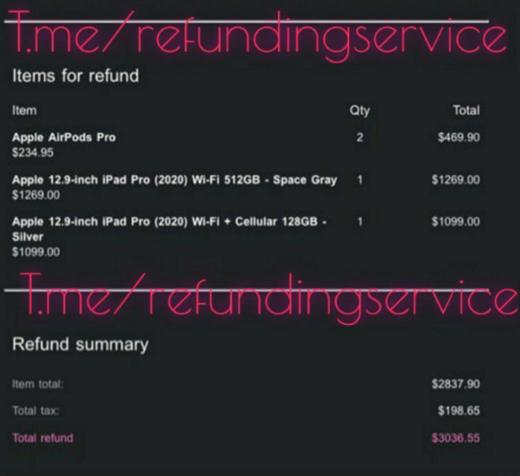 T.me/refundingservice
Items for refund
Item Qty Total
Apple AirPods Pro 2 $469.90
$234.95
Apple 12.9-inch iPad Pro (2020) Wi-Fi 512GB - Space Gray 1 $1269.00
$1269.00
Apple 12.9-inch iPad Pro (2020) Wi-Fi + Cellular 128GB - 1 $1099.00
Silver
$1099.00
T.me/refundingservice
Refund summary
Item total: $2837.90
Total tax: $198.65
Total refund $3036.55